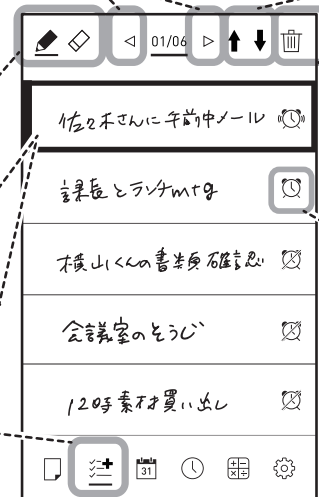 01/06
佐々木さんに午前中メール
課長とランチmtg
横山くんの書類確認
会議室のそうじ
12時素材買い出し
31